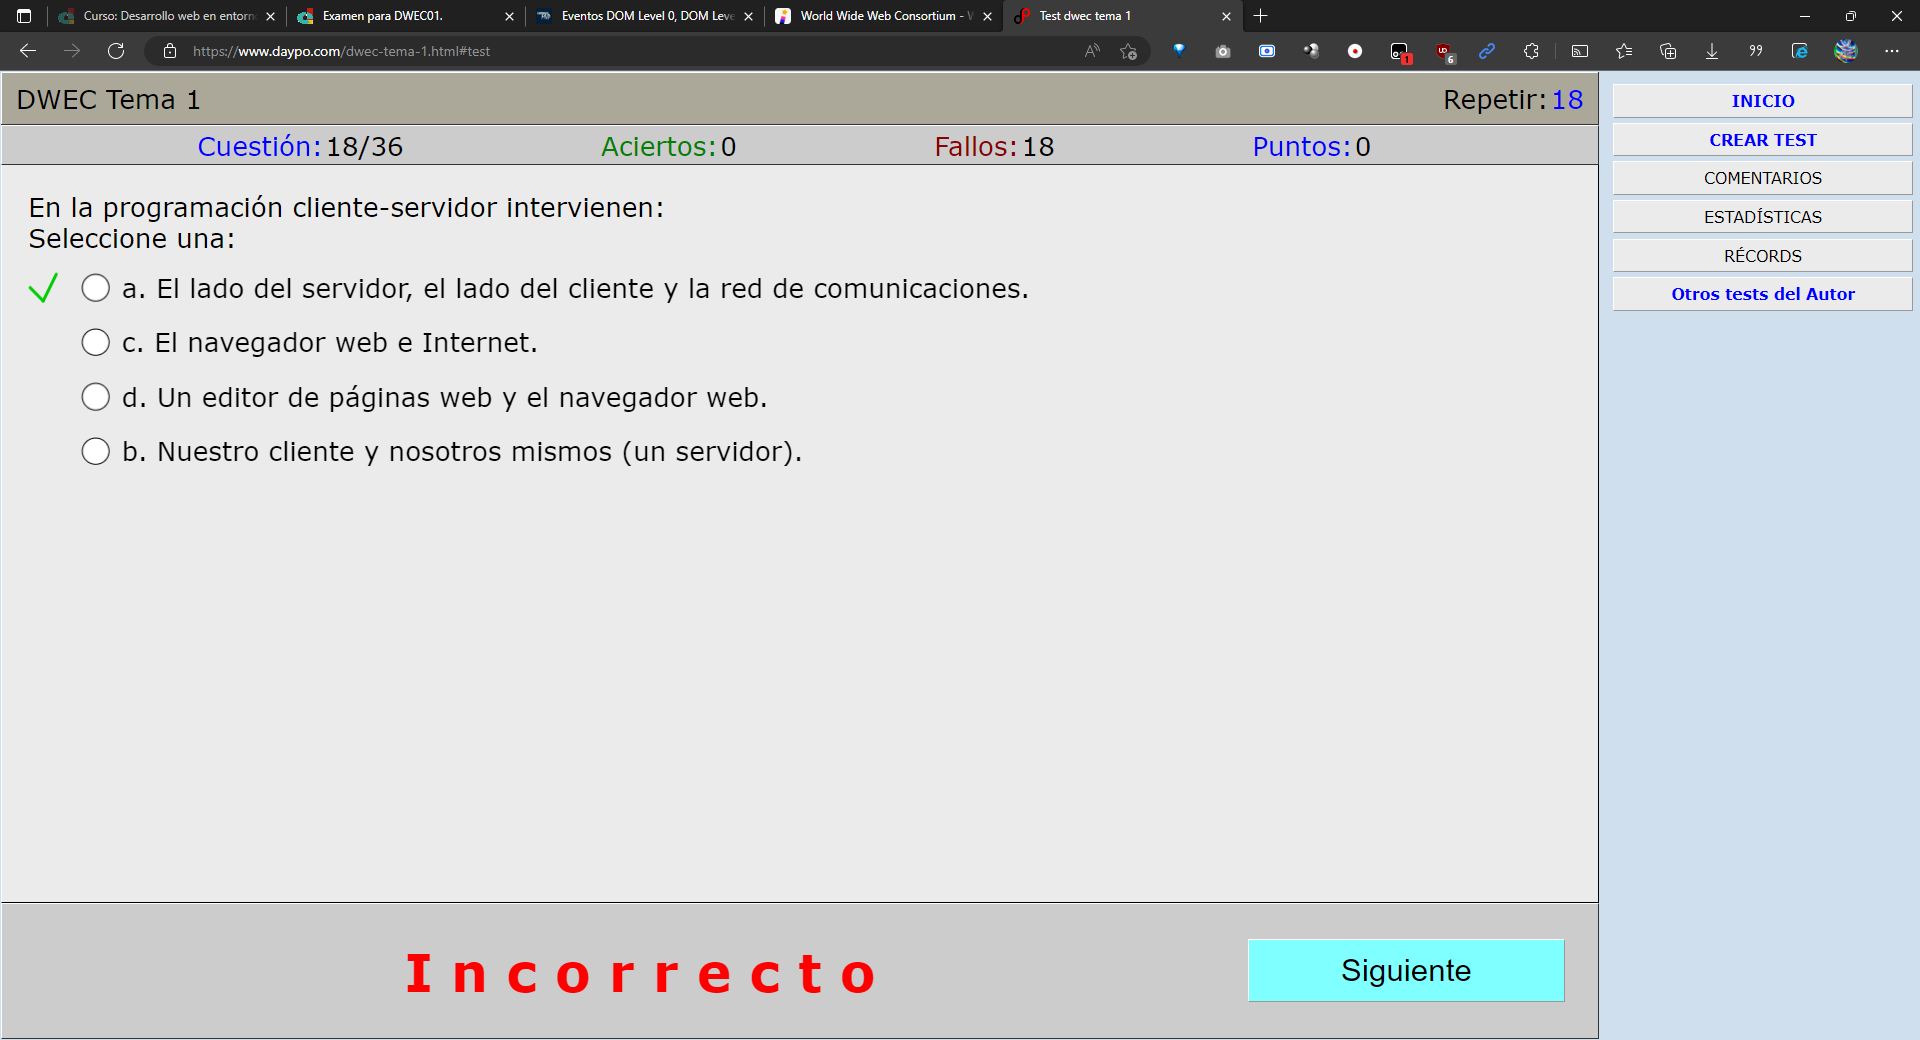 Curso: Desarrollo web en entorn
Examen para DWEC01.
Eventos DOM Level 0, DOM Leve
World Wide Web Consortium - W
Test dwec tema 1
https://www.daypo.com/dwec-tema-1.html#test
1
6
DWEC Tema 1
Repetir: 18
Cuestión: 18/36
Aciertos: 0
Fallos: 18
Puntos: 0
En la programación cliente-servidor intervienen:
Seleccione una:
a. El lado del servidor, el lado del cliente y la red de comunicaciones.
c. El navegador web e Internet.
d. Un editor de páginas web y el navegador web.
b. Nuestro cliente y nosotros mismos (un servidor).
Incorrecto
Siguiente
INICIO
CREAR TEST
COMENTARIOS
ESTADÍSTICAS
RÉCORDS
Otros tests del Autor